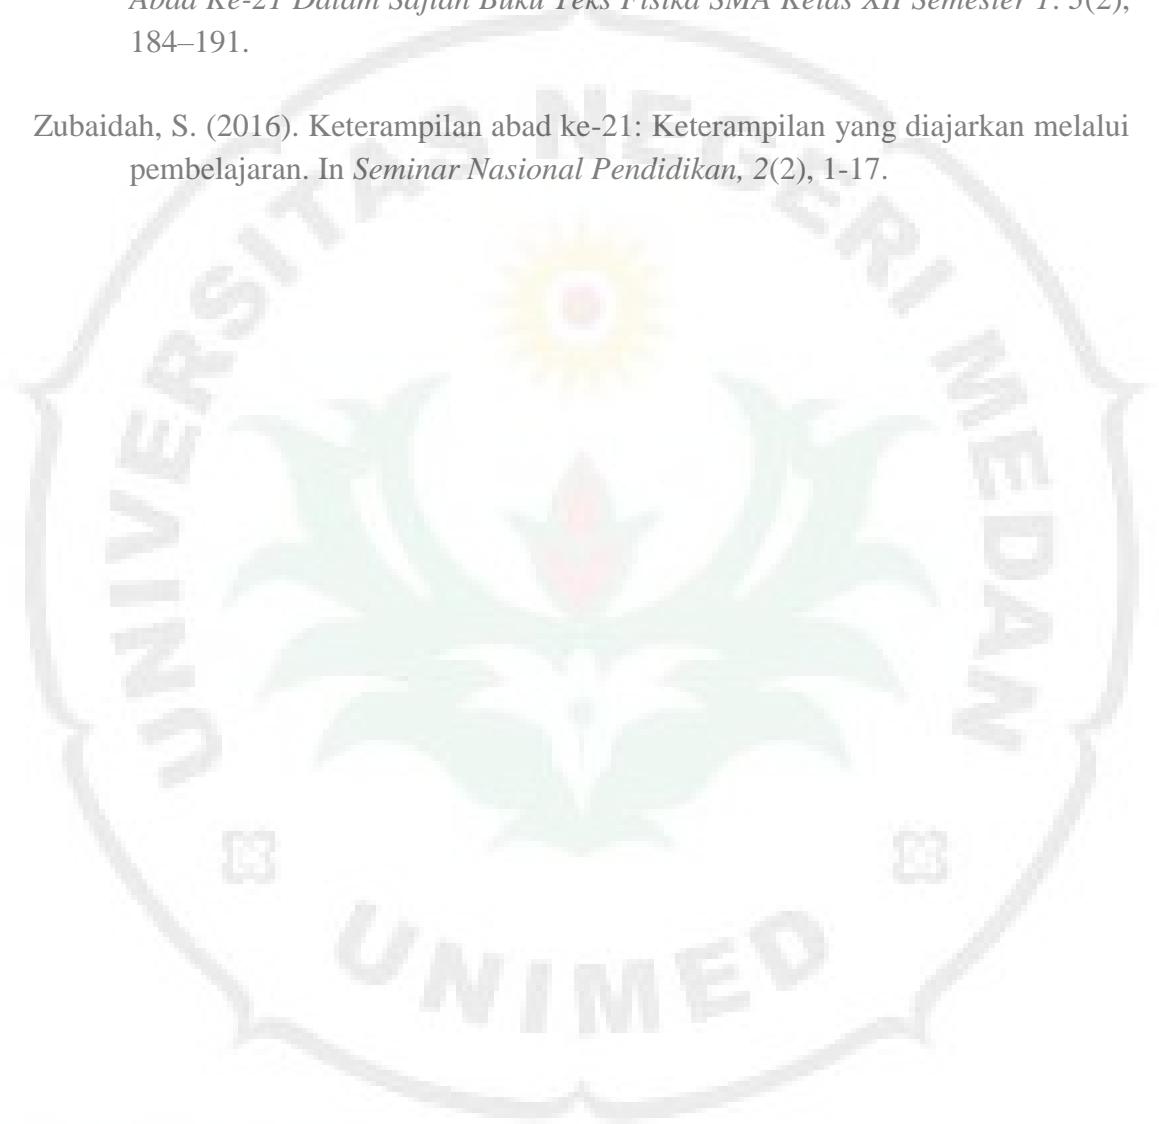 Abad Ke-21 Dalam Sajian Buku Teks Fisika SMA Kelas XII Semester 1. 5(2),
184–191.
Zubaidah, S. (2016). Keterampilan abad ke-21: Keterampilan yang diajarkan melalui
pembelajaran. In Seminar Nasional Pendidikan, 2(2), 1-17.
UNIVERSITAS NEGERI MEDAN
UNIMED